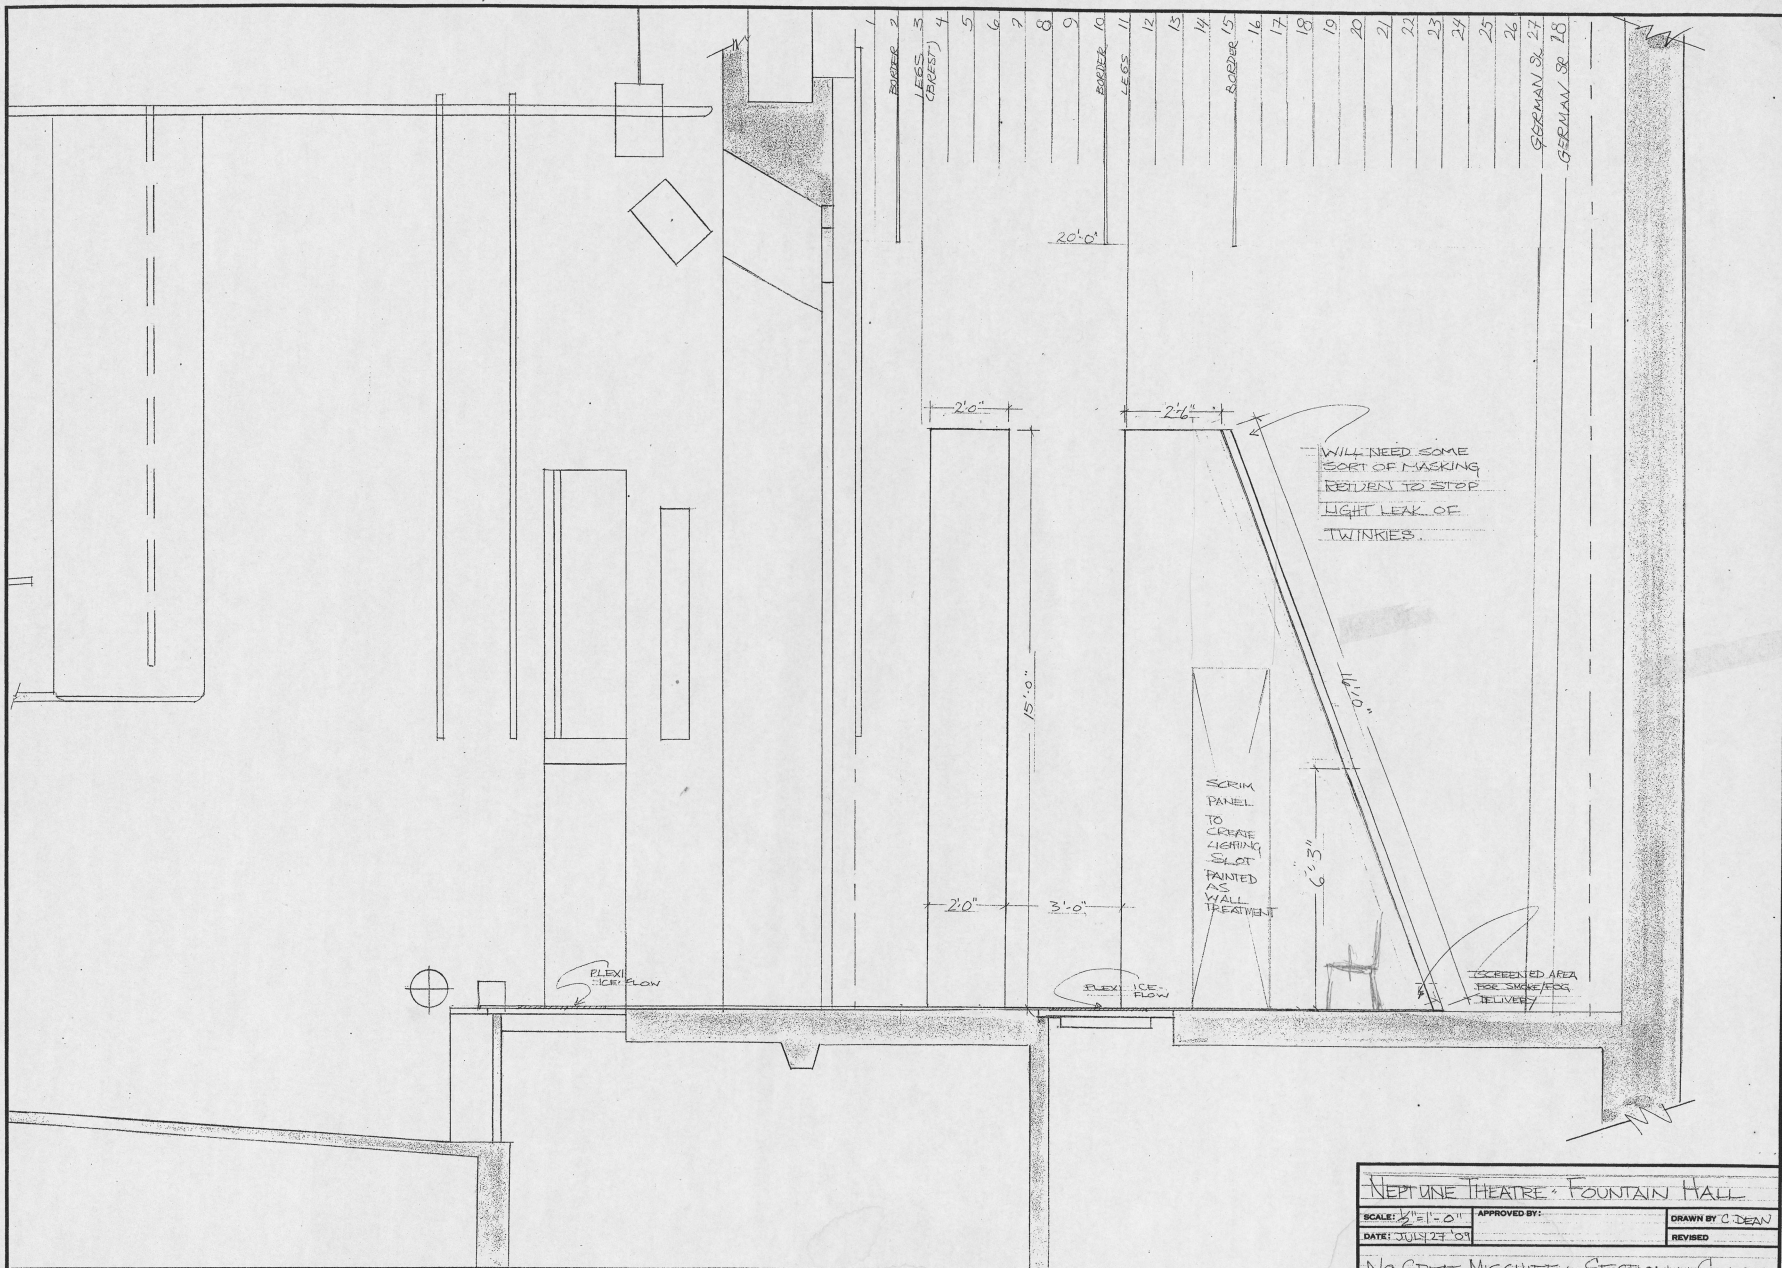 1
2 BORDER
3 LEGS
(BREST)
4
5
6
7
8
9
10 BORDER
11 LEGS
12
13
14
15 BORDER
16
17
18
19
20
21
22
23
24
25
26
27 GERMAN SL
28 GERMAN SR
20'-0"
2'-0"
2'-6"
WILL NEED SOME
SORT OF MASKING
RETURN TO STOP
LIGHT LEAK OF
TWINKIES.
15'-0"
SCRIM
PANEL
TO
CREATE
LIGHTING
SLOT
PAINTED
AS
WALL
TREATMENT
6'-3"
2'-0"
3'-0"
PLEXI
ICE FLOW
PLEXI ICE-
FLOW
SCREENED AREA
FOR SMOKE/FOG
DELIVERY
NEPTUNE THEATRE - FOUNTAIN HALL
SCALE: 1/2"=1'-0" APPROVED BY: DRAWN BY C. DEAN
DATE: JULY 27 '09 REVISED
NO GREAT MISCHIEF